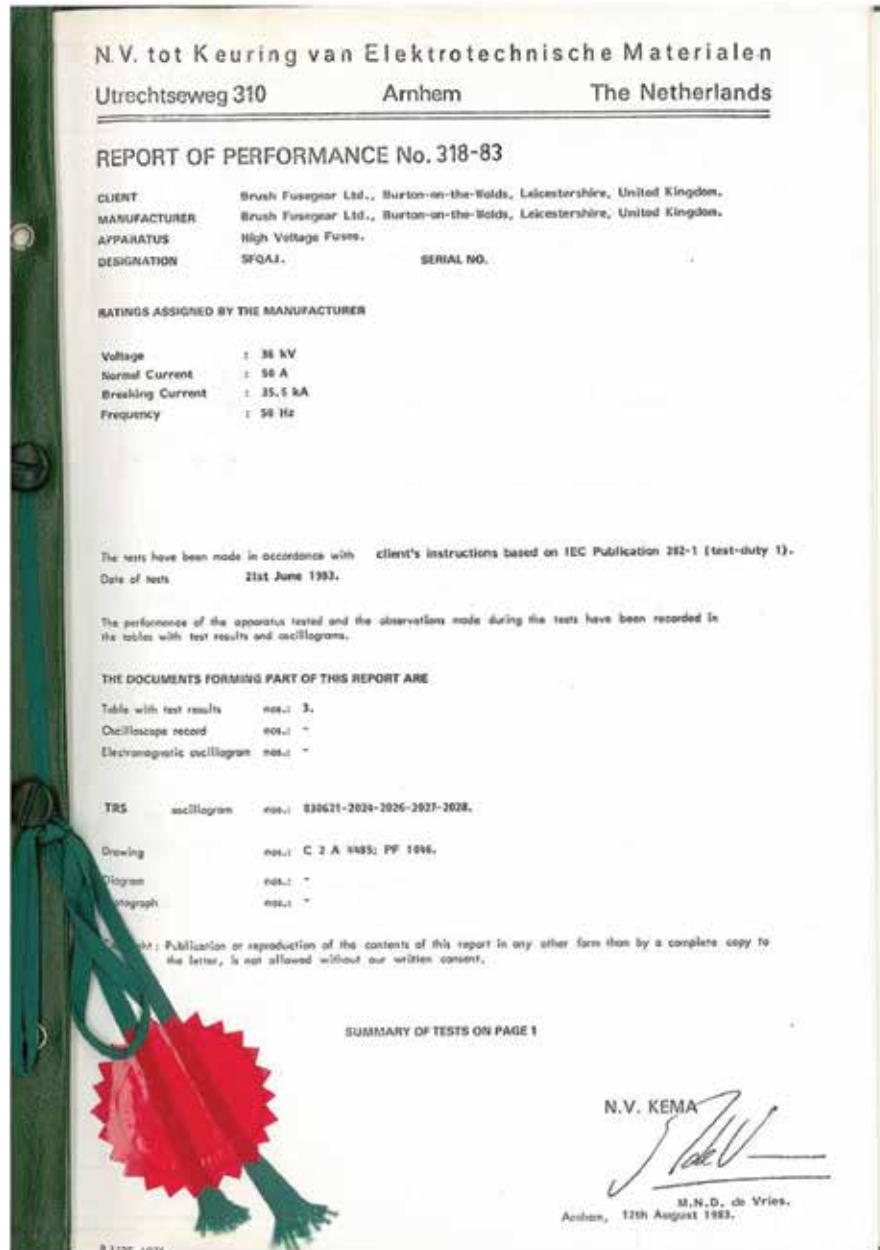 N.V. tot Keuring van Elektrotechnische Materialen
Utrechtseweg 310 Arnhem The Netherlands
REPORT OF PERFORMANCE No. 318-83
CLIENT Brush Fusegear Ltd., Burton-on-the-Wolds, Leicestershire, United Kingdom.
MANUFACTURER Brush Fusegear Ltd., Burton-on-the-Wolds, Leicestershire, United Kingdom.
APPARATUS High Voltage Fuses.
DESIGNATION SFQAJ. SERIAL NO.
RATINGS ASSIGNED BY THE MANUFACTURER
Voltage : 36 kV
Normal Current : 50 A
Breaking Current : 35.5 kA
Frequency : 50 Hz
The tests have been made in accordance with client's instructions based on IEC Publication 282-1 (test-duty 1).
Date of tests 21st June 1983.
The performance of the apparatus tested and the observations made during the tests have been recorded in
the tables with test results and oscillograms.
THE DOCUMENTS FORMING PART OF THIS REPORT ARE
Table with test results nos.: 3.
Oscilloscope record nos.: -
Electromagnetic oscillogram nos.: -
TRS oscillogram nos.: 830621-2024-2026-2027-2028.
Drawing nos.: C 2 A 4485; PF 1046.
Diagram nos.: -
nos.: -
Publication or reproduction of the contents of this report in any other form than by a complete copy to
the letter, is not allowed without our written consent.
SUMMARY OF TESTS ON PAGE 1
N.V. KEMA
M.N.D. de Vries.
Arnhem, 12th August 1983.